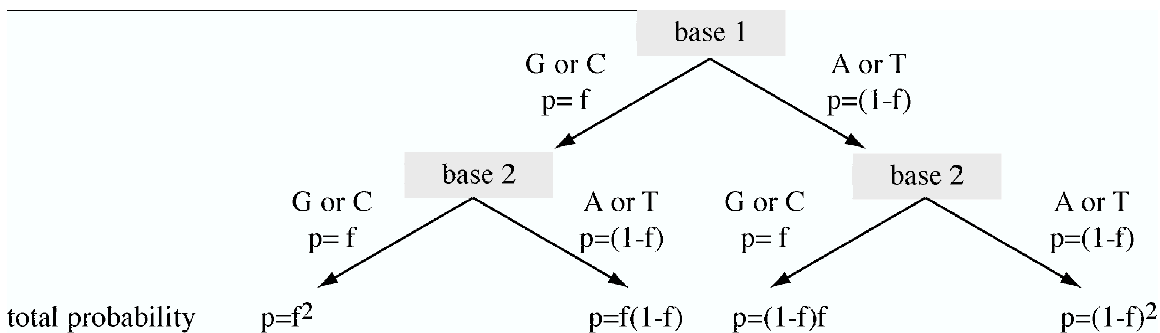 base 1
G or C
p= f
A or T
p=(1-f)
base 2
base 2
G or C
p= f
A or T
p=(1-f)
G or C
p= f
A or T
p=(1-f)
total probability p=f² p=f(1-f) p=(1-f)f p=(1-f)²